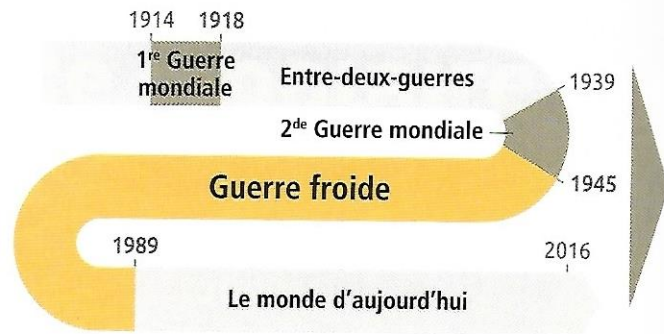 1914 1918
1re Guerre
mondiale
Entre-deux-guerres
1939
2de Guerre mondiale
1945
Guerre froide
1989
2016
Le monde d'aujourd'hui